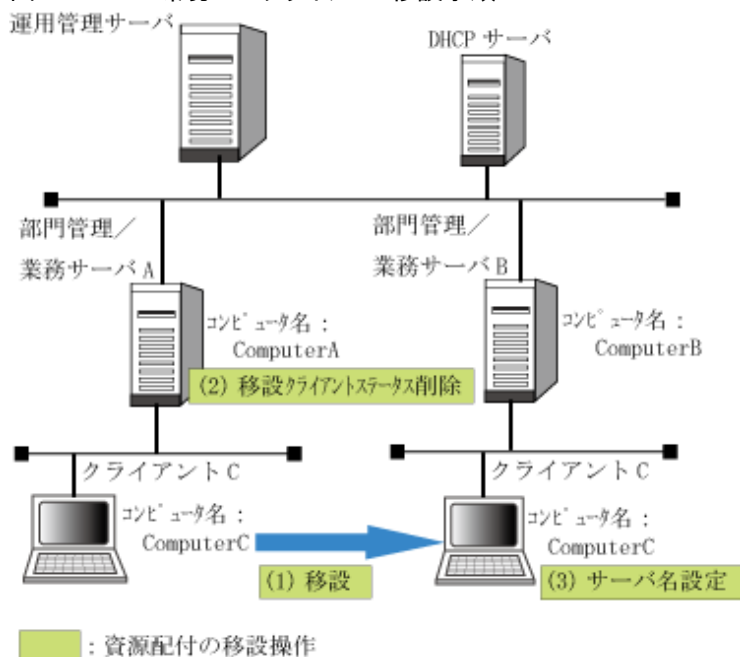 運用管理サーバ
DHCP サーバ
部門管理／
業務サーバ A
部門管理／
業務サーバ B
コンピュータ名：
ComputerA
コンピュータ名：
ComputerB
(2) 移設クライアントステータス削除
クライアント C
クライアント C
コンピュータ名：
ComputerC
コンピュータ名：
ComputerC
(1) 移設
(3) サーバ名設定
：資源配付の移設操作